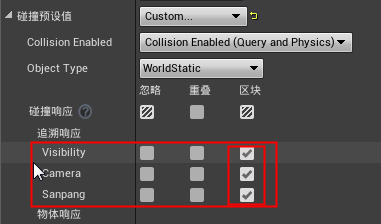 碰撞预设值 Custom...
Collision Enabled Collision Enabled (Query and Physics)
Object Type WorldStatic
忽略 重叠 区块
碰撞响应 ?
追溯响应
Visibility
Camera
Sanpang
物体响应